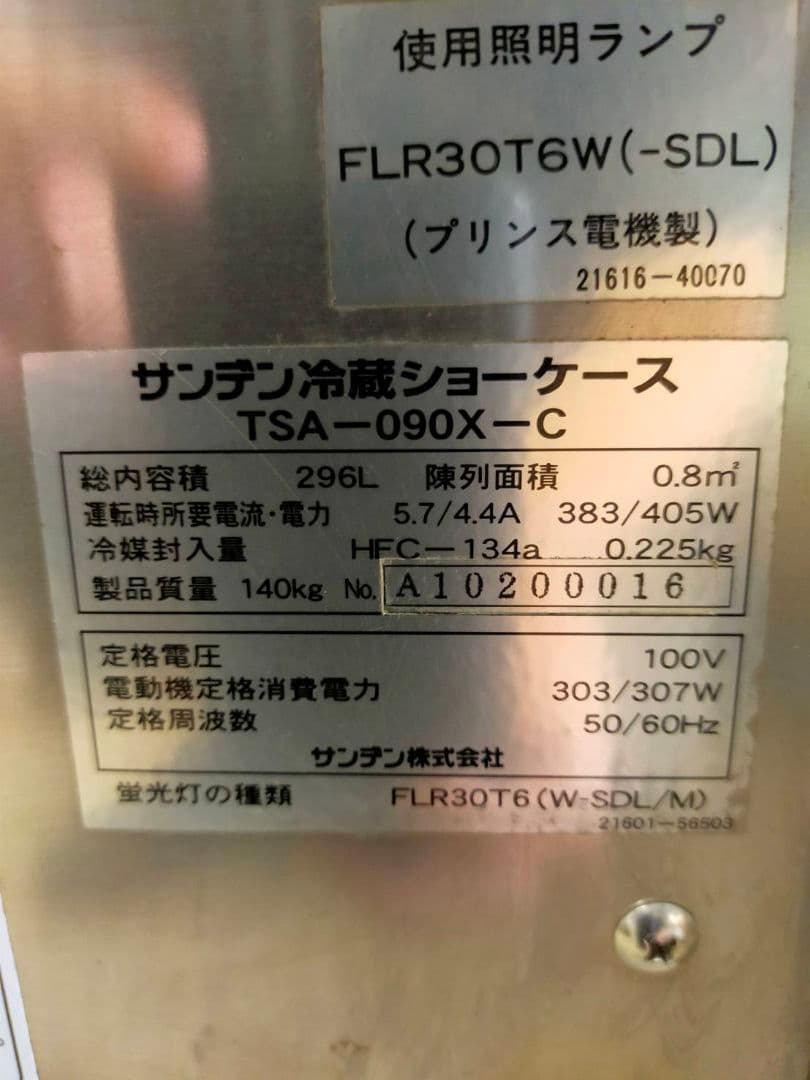 使用照明ランプ
FLR30T6W(-SDL)
(プリンス電機製)
21616-40070
サンデン冷蔵ショーケース
TSA-090X-C
総内容積 296L 陳列面積 0.8㎡
運転時所要電流・電力 5.7/4.4A 383/405W
冷媒封入量 HFC-134a 0.225kg
製品質量 140kg No. A10200016
定格電圧 100V
電動機定格消費電力 303/307W
定格周波数 50/60Hz
サンデン株式会社
蛍光灯の種類 FLR30T6(W-SDL/M)
21601-56503